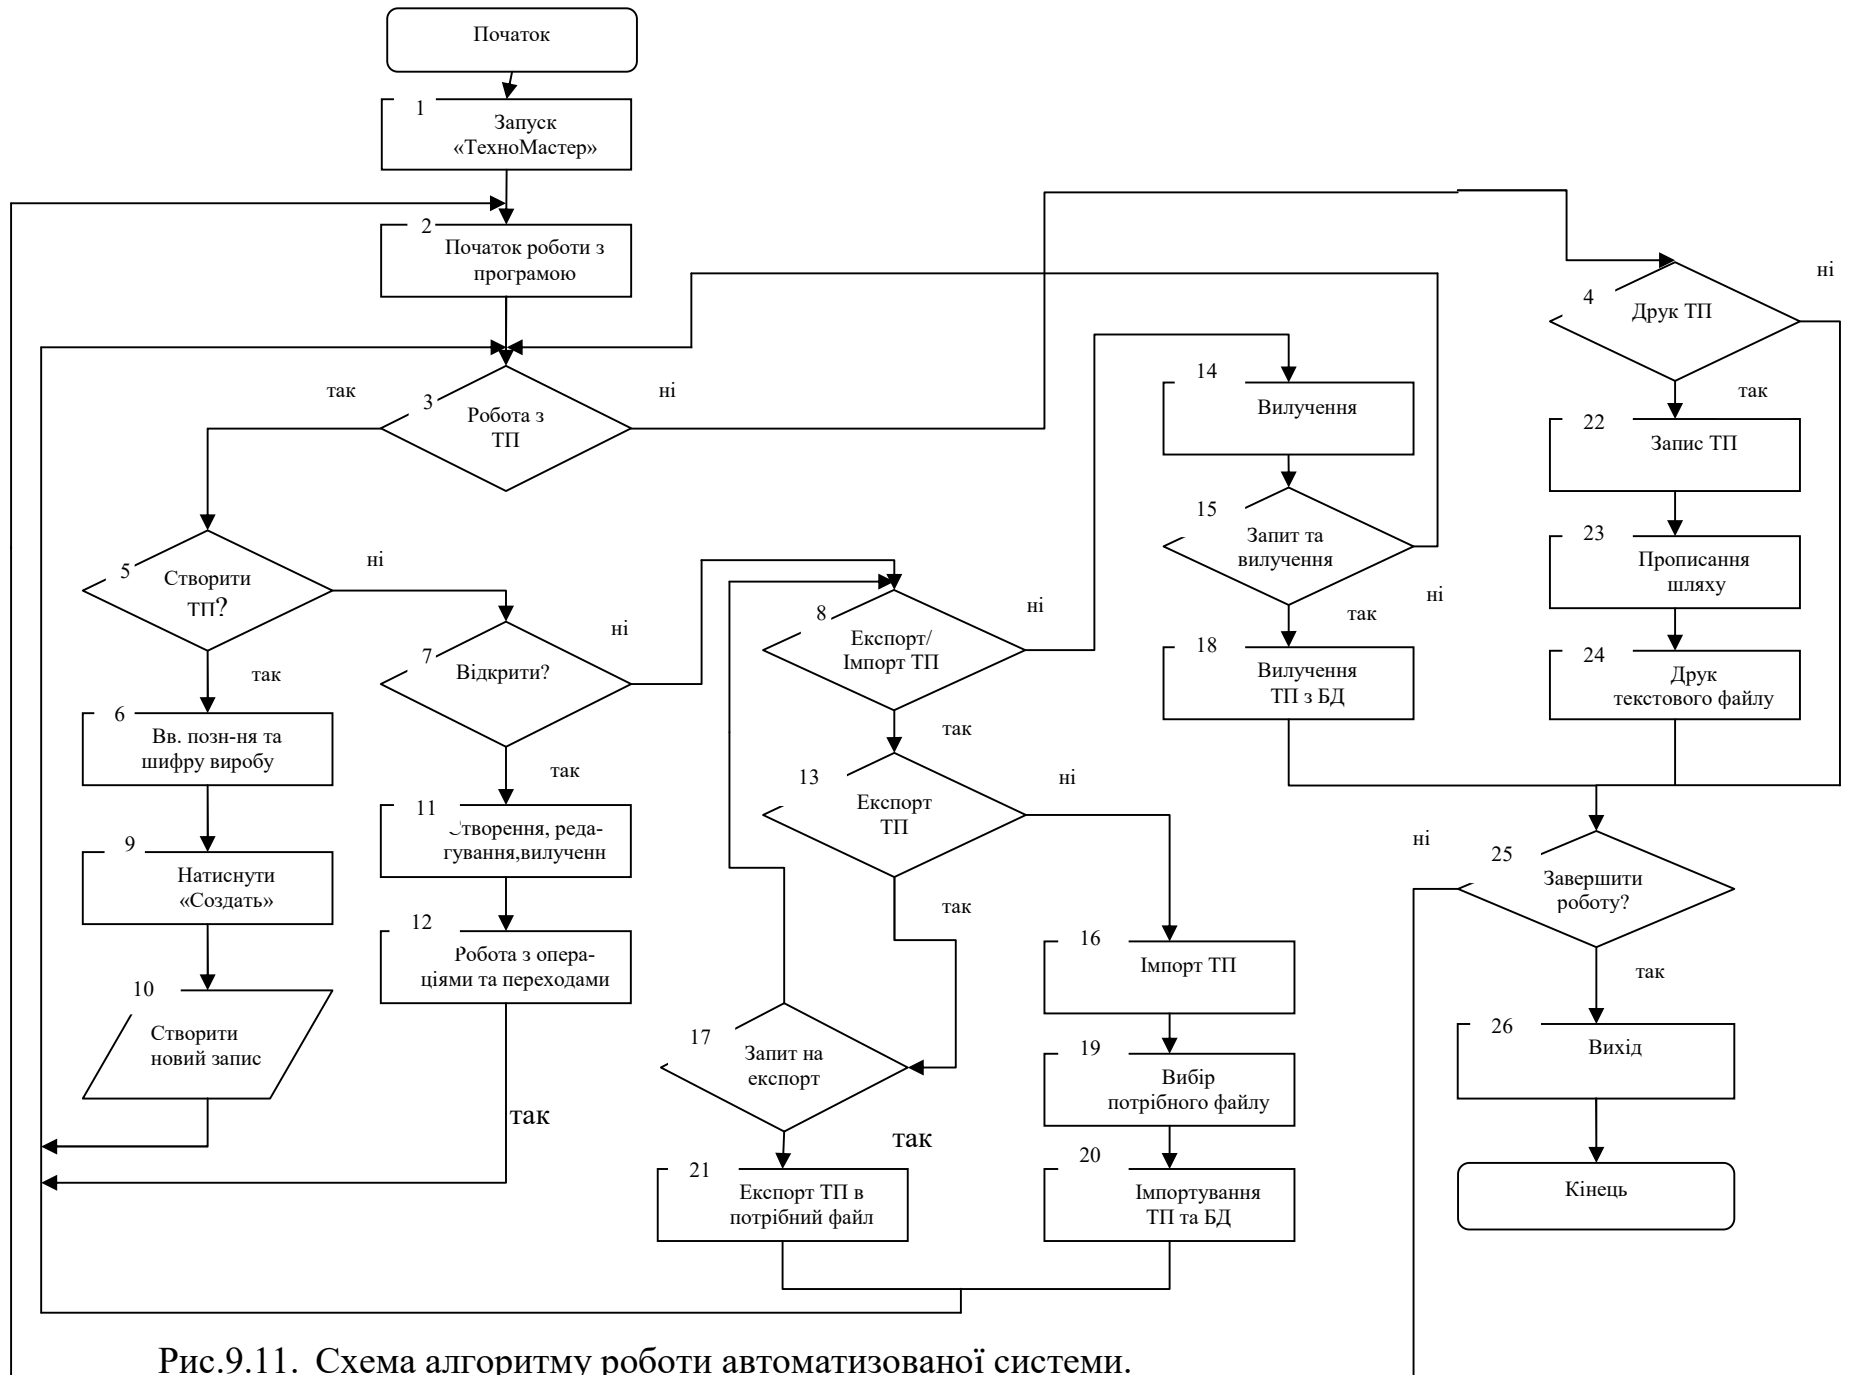 Початок
1
Запуск
«ТехноМастер»
2
Початок роботи з
програмою
так
3
ні
Робота з
ТП
4
ні
Друк ТП
так
22
Запис ТП
23
Прописання
шляху
24
Друк
текстового файлу
14
Вилучення
15
Запит та
вилучення
ні
так
18
Вилучення
ТП з БД
5
ні
Створити
ТП?
так
6
Вв. позн-ня та
шифру виробу
9
Натиснути
«Создать»
10
Створити
новий запис
7
ні
Відкрити?
так
11
Створення, реда-
гування,вилученн
12
Робота з опера-
ціями та переходами
так
8
ні
Експорт/
Імпорт ТП
так
13
ні
Експорт
ТП
так
17
Запит на
експорт
так
21
Експорт ТП в
потрібний файл
16
Імпорт ТП
19
Вибір
потрібного файлу
20
Імпортування
ТП та БД
ні
25
Завершити
роботу?
так
26
Вихід
Кінець
Рис.9.11. Схема алгоритму роботи автоматизованої системи.